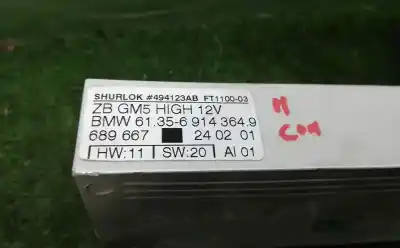 SHURLOK #494123AB FT1100-03
ZB GM5 HIGH 12V
BMW 61.35-6 914 364.9
689 667 24 02 01
HW:11 SW:20 AI 01
M
COM